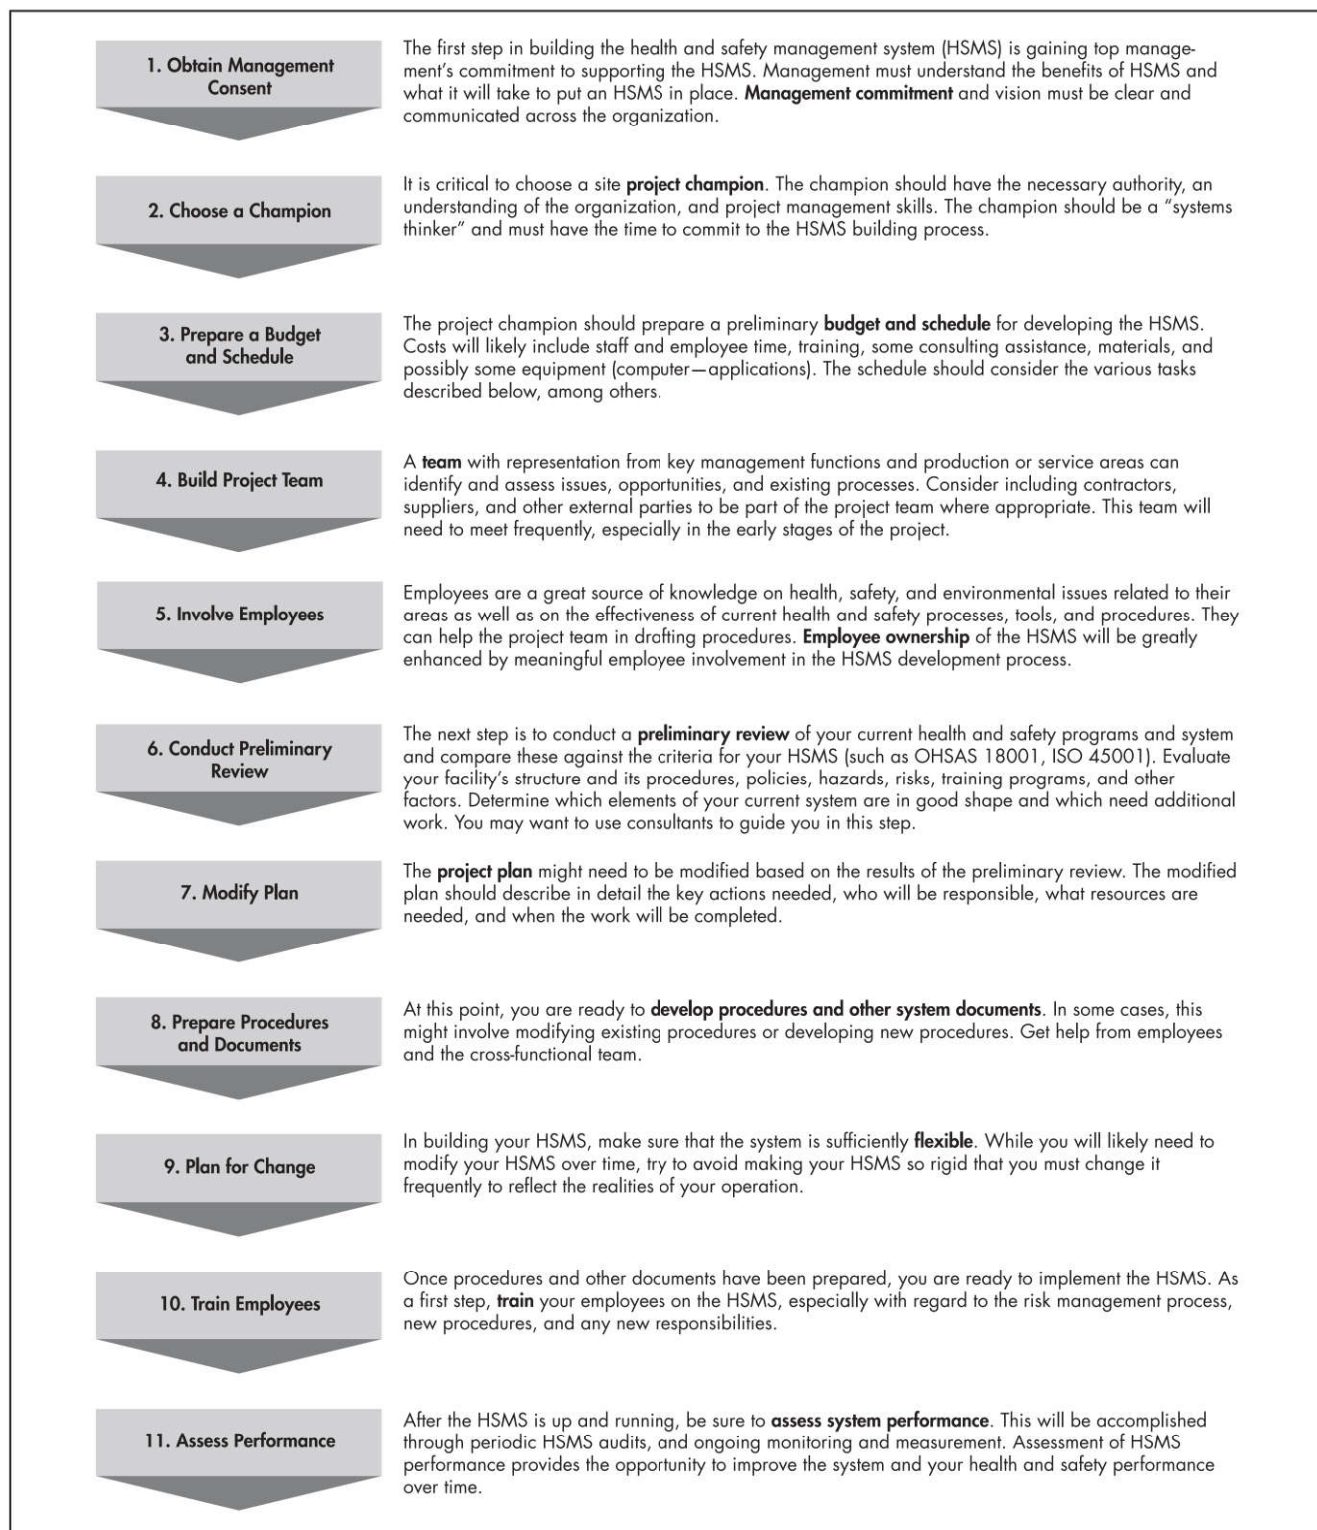 1. Obtain Management
Consent
The first step in building the health and safety management system (HSMS) is gaining top manage-
ment's commitment to supporting the HSMS. Management must understand the benefits of HSMS and
what it will take to put an HSMS in place. Management commitment and vision must be clear and
communicated across the organization.
2. Choose a Champion
It is critical to choose a site project champion. The champion should have the necessary authority, an
understanding of the organization, and project management skills. The champion should be a “systems
thinker” and must have the time to commit to the HSMS building process.
3. Prepare a Budget
and Schedule
The project champion should prepare a preliminary budget and schedule for developing the HSMS.
Costs will likely include staff and employee time, training, some consulting assistance, materials, and
possibly some equipment (computer—applications). The schedule should consider the various tasks
described below, among others.
4. Build Project Team
A team with representation from key management functions and production or service areas can
identify and assess issues, opportunities, and existing processes. Consider including contractors,
suppliers, and other external parties to be part of the project team where appropriate. This team will
need to meet frequently, especially in the early stages of the project.
5. Involve Employees
Employees are a great source of knowledge on health, safety, and environmental issues related to their
areas as well as on the effectiveness of current health and safety processes, tools, and procedures. They
can help the project team in drofting procedures. Employee ownership of the HSMS will be greatly
enhanced by meaningful employee involvement in the HSMS development process.
6. Conduct Preliminary
Review
The next step is to conduct a preliminary review of your current health and safety programs and system
and compare these against the criteria for your HSMS (such as OHSAS 18001, ISO 45001). Evaluate
your facility's structure and its procedures, policies, hazards, risks, training programs, and other
factors. Determine which elements of your current system are in good shape and which need additional
work. You may want to use consultants to guide you in this step.
7. Modify Plan
The project plan might need to be modified based on the results of the preliminary review. The modified
plan should describe in detail the key actions needed, who will be responsible, what resources are
needed, and when the work will be completed.
8. Prepare Procedures
and Documents
At this point, you are ready to develop procedures and other system documents. In some cases, this
might involve modifying existing procedures or developing new procedures. Get help from employees
and the cross-functional team.
9. Plan for Change
In building your HSMS, make sure that the system is sufficiently flexible. While you will likely need to
modify your HSMS over time, try to avoid making your HSMS so rigid that you must change it
frequently to reflect the realities of your operation.
10. Train Employees
Once procedures and other documents have been prepared, you are ready to implement the HSMS. As
a first step, train your employees on the HSMS, especially with regard to the risk management process,
new procedures, and any new responsibilities.
11. Assess Performance
After the HSMS is up and running, be sure to assess system performance. This will be accomplished
through periodic HSMS audits, and ongoing monitoring and measurement. Assessment of HSMS
performance provides the opportunity to improve the system and your health and safety performance
over time.